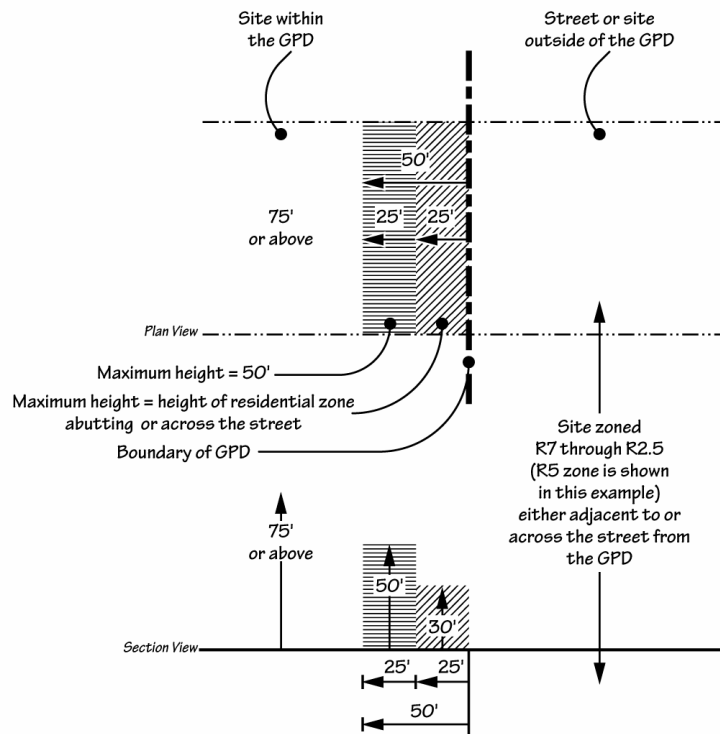 Site within
the GPD
Street or site
outside of the GPD
50'
25'
25'
75'
or above
Plan View
Maximum height = 50'
Maximum height = height of residential zone
abutting or across the street
Boundary of GPD
Site zoned
R7 through R2.5
(R5 zone is shown
in this example)
either adjacent to or
across the street from
the GPD
75'
or above
50'
30'
Section View
25'
25'
50'